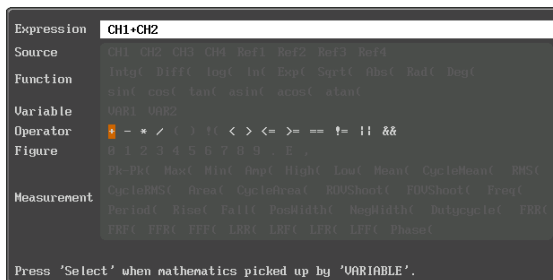 Expression CH1+CH2
Source CH1 CH2 CH3 CH4 Ref1 Ref2 Ref3 Ref4
Function Intg( Diff( log( ln( Exp( Sqrt( Abs( Rad( Deg(
sin( cos( tan( asin( acos( atan(
Variable VAR1 VAR2
Operator + - * / ( ) !( < > <= >= == != || &&
Figure 0 1 2 3 4 5 6 7 8 9 . E ,
Measurement Pk-Pk( Max( Min( Amp( High( Low( Mean( CycleMean( RMS(
CycleRMS( Area( CycleArea( ROVShoot( FOVShoot( Freq(
Period( Rise( Fall( PosWidth( NegWidth( Dutycycle( FRR(
FRF( FFR( FFF( LRR( LRF( LFR( LFF( Phase(
Press 'Select' when mathematics picked up by 'VARIABLE'.